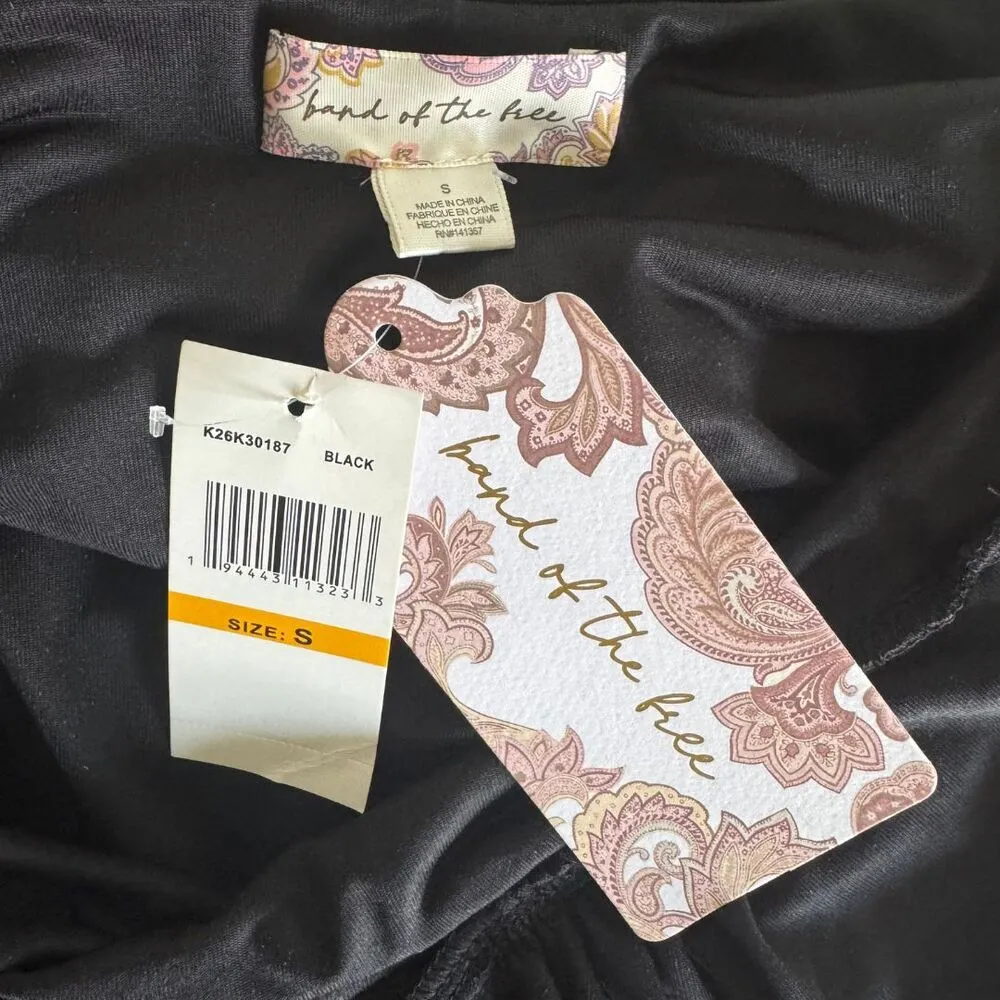 band of the free
S
MADE IN CHINA
FABRIQUE EN CHINE
HECHO EN CHINA
RN#141367
K26K30187
BLACK
1 94443 11323 3
SIZE: S
band of the free